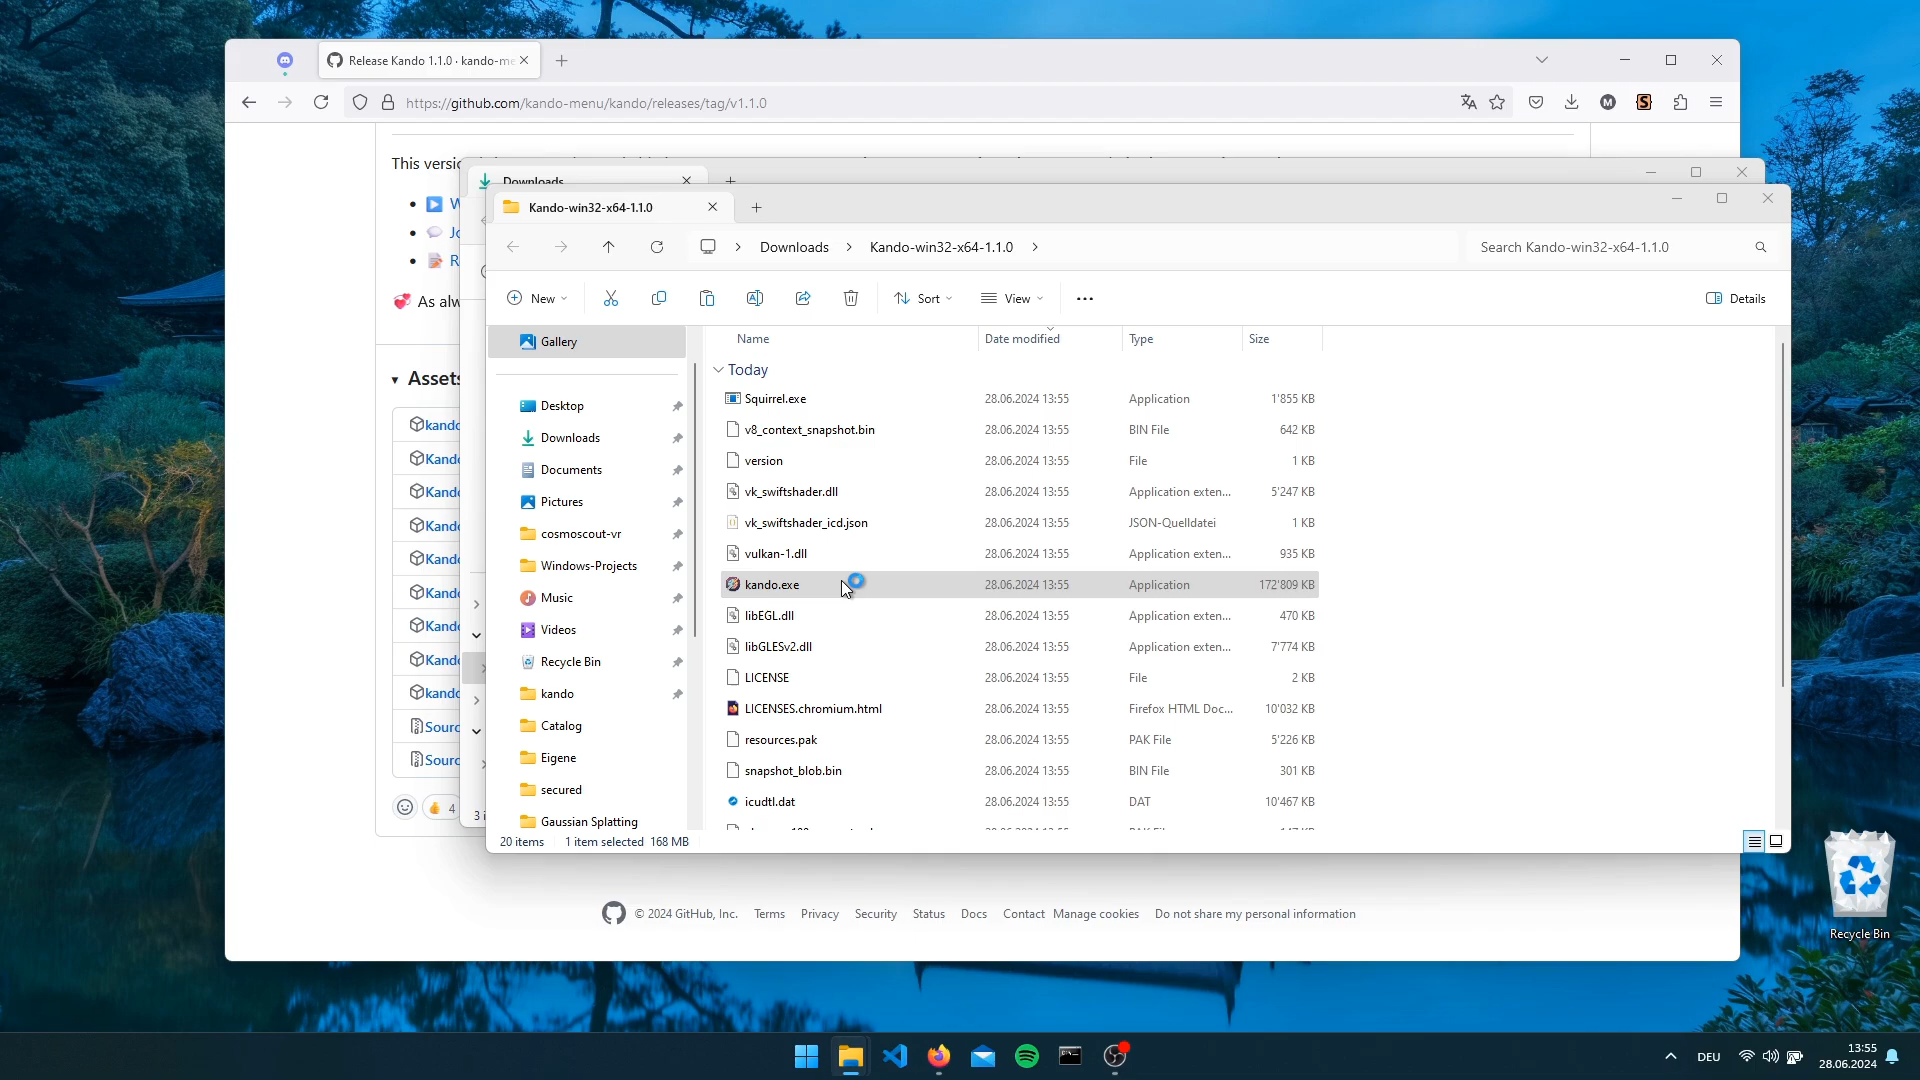 Release Kando 1.1.0 · kando-me
https://github.com/kando-menu/kando/releases/tag/v1.1.0
M
S
This versio
W
Jo
R
As alw
Assets
kando
Kando
Kando
Kando
Kando
Kando
Kando
Kando
kando
Sourc
Sourc
4
Downloads
3 i
Kando-win32-x64-1.1.0
Downloads
Kando-win32-x64-1.1.0
Search Kando-win32-x64-1.1.0
New
Sort
View
Details
Gallery
Desktop
Downloads
Documents
Pictures
cosmoscout-vr
Windows-Projects
Music
Videos
Recycle Bin
kando
Catalog
Eigene
secured
Gaussian Splatting
Name Date modified Type Size
Today
Squirrel.exe 28.06.2024 13:55 Application 1'855 KB
v8_context_snapshot.bin 28.06.2024 13:55 BIN File 642 KB
version 28.06.2024 13:55 File 1 KB
vk_swiftshader.dll 28.06.2024 13:55 Application exten... 5'247 KB
vk_swiftshader_icd.json 28.06.2024 13:55 JSON-Quelldatei 1 KB
vulkan-1.dll 28.06.2024 13:55 Application exten... 935 KB
kando.exe 28.06.2024 13:55 Application 172'809 KB
libEGL.dll 28.06.2024 13:55 Application exten... 470 KB
libGLESv2.dll 28.06.2024 13:55 Application exten... 7'774 KB
LICENSE 28.06.2024 13:55 File 2 KB
LICENSES.chromium.html 28.06.2024 13:55 Firefox HTML Doc... 10'032 KB
resources.pak 28.06.2024 13:55 PAK File 5'226 KB
snapshot_blob.bin 28.06.2024 13:55 BIN File 301 KB
icudtl.dat 28.06.2024 13:55 DAT 10'467 KB
20 items 1 item selected 168 MB
© 2024 GitHub, Inc. Terms Privacy Security Status Docs Contact Manage cookies Do not share my personal information
Recycle Bin
DEU
13:55
28.06.2024